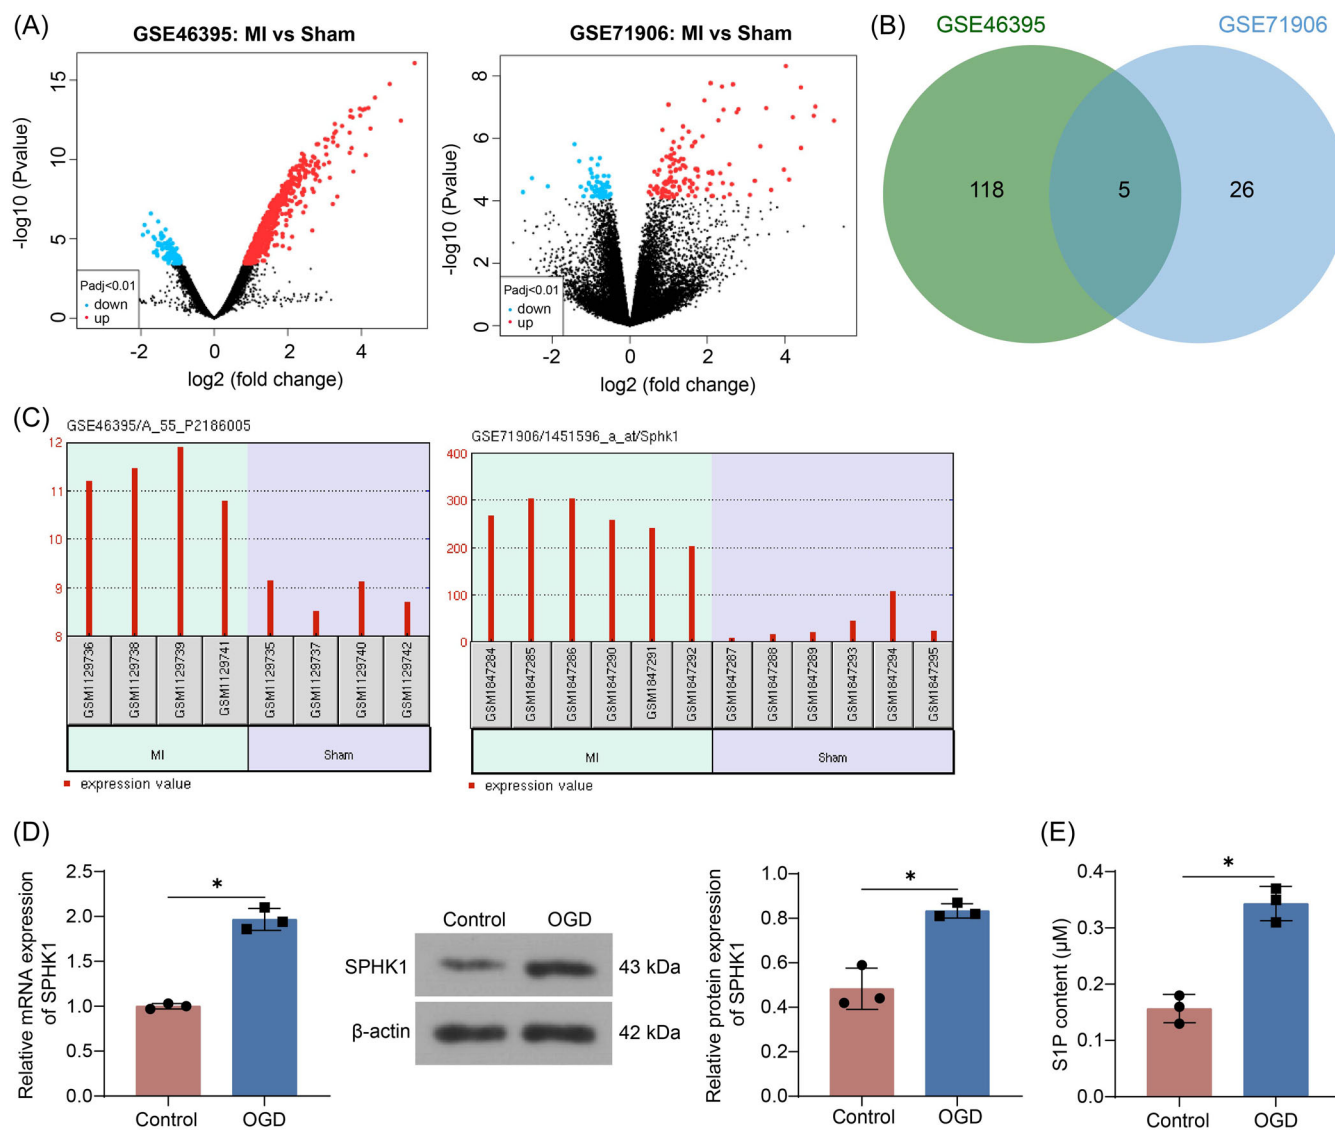 (A)
GSE46395: MI vs Sham
-log10 (Pvalue)
15
10
5
0
Padj<0.01
down
up
-2
0
2
4
log2 (fold change)
GSE71906: MI vs Sham
-log10 (Pvalue)
8
6
4
2
0
Padj<0.01
down
up
-2
0
2
4
log2 (fold change)
(B)
GSE46395
GSE71906
118
5
26
(C)
GSE46395/A_55_P2186005
12
11
10
9
8
GSM1129736
GSM1129738
GSM1129739
GSM1129741
GSM1129735
GSM1129737
GSM1129740
GSM1129742
MI
Sham
expression value
GSE71906/1451596_a_at/Sphk1
400
300
200
100
0
GSM1847284
GSM1847285
GSM1847286
GSM1847290
GSM1847291
GSM1847292
GSM1847287
GSM1847288
GSM1847289
GSM1847293
GSM1847294
GSM1847295
MI
Sham
expression value
(D)
Relative mRNA expression
of SPHK1
2.5
2.0
1.5
1.0
0.5
0.0
*
Control
OGD
Control
OGD
SPHK1
43 kDa
β-actin
42 kDa
Relative protein expression
of SPHK1
1.0
0.8
0.6
0.4
0.2
0.0
*
Control
OGD
(E)
S1P content (μM)
0.4
0.3
0.2
0.1
0.0
*
Control
OGD